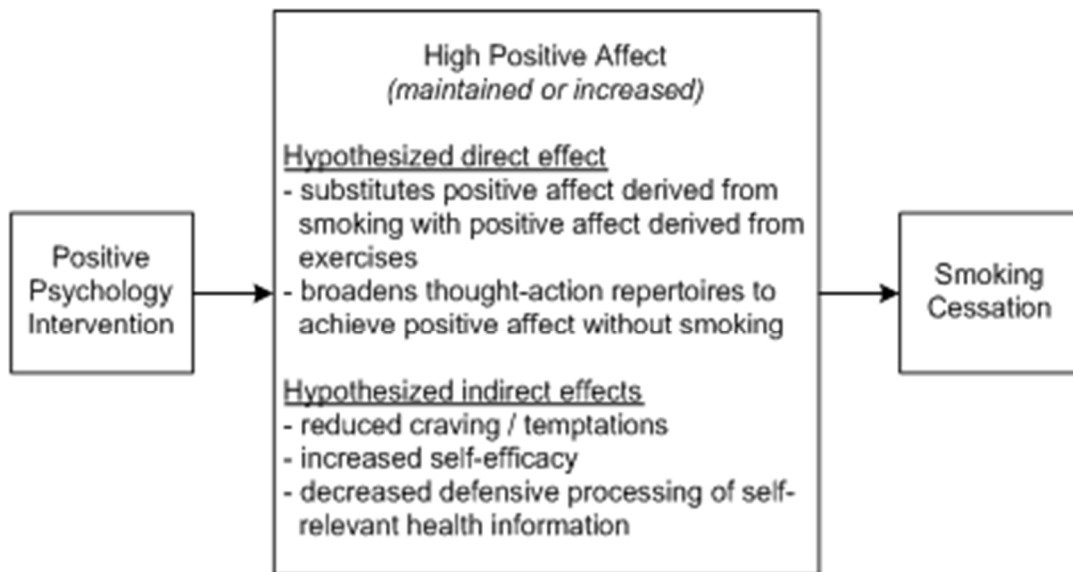 Positive
Psychology
Intervention
High Positive Affect
(maintained or increased)
Hypothesized direct effect
- substitutes positive affect derived from
smoking with positive affect derived from
exercises
- broadens thought-action repertoires to
achieve positive affect without smoking
Hypothesized indirect effects
- reduced craving / temptations
- increased self-efficacy
- decreased defensive processing of self-
relevant health information
Smoking
Cessation